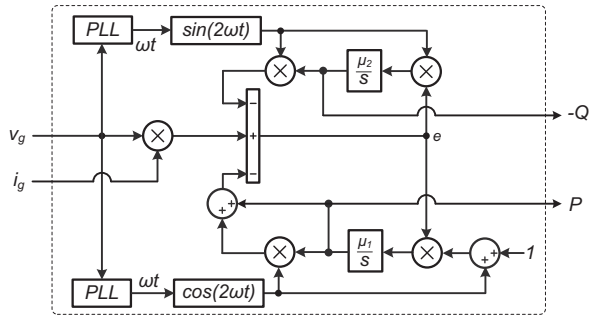 PLL
ωt
sin(2ωt)
μ2
s
-Q
−
vg
+
e
ig
−
+
+
P
μ1
s
+
+
1
PLL
ωt
cos(2ωt)